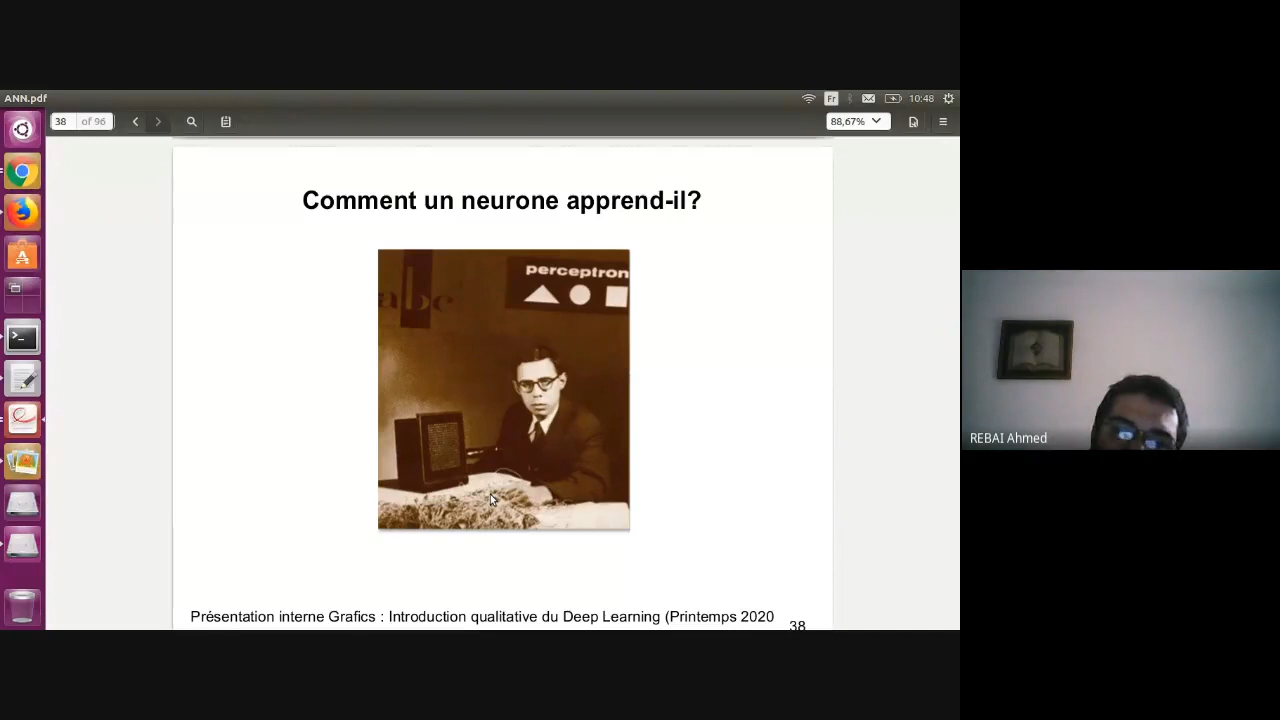 ANN.pdf
Fr
10:48
38 of 96
88,67%
Comment un neurone apprend-il?
abc
perceptron
REBAI Ahmed
Présentation interne Grafics : Introduction qualitative du Deep Learning (Printemps 2020
38